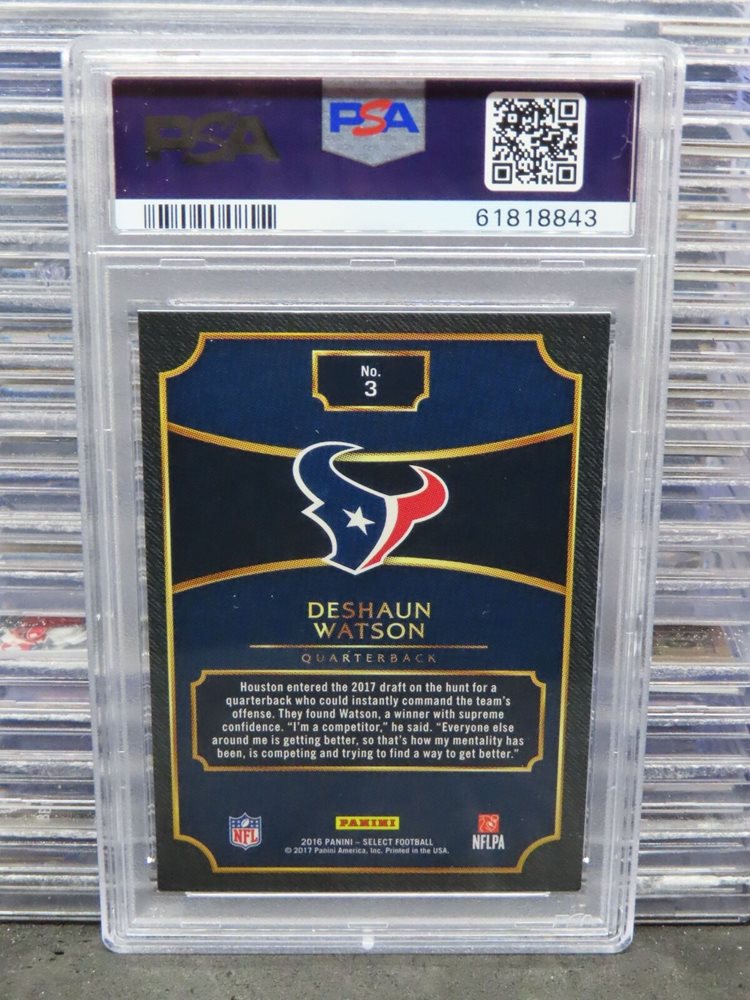 PSA PSA
61818843
No.
3
DESHAUN
WATSON
QUARTERBACK
Houston entered the 2017 draft on the hunt for a
quarterback who could instantly command the team's
offense. They found Watson, a winner with supreme
confidence. "I'm a competitor," he said. "Everyone else
around me is getting better, so that's how my mentality has
been, is competing and trying to find a way to get better."
NFL PANINI NFLPA
2016 PANINI – SELECT FOOTBALL
© 2017 Panini America, Inc. Printed in the USA.